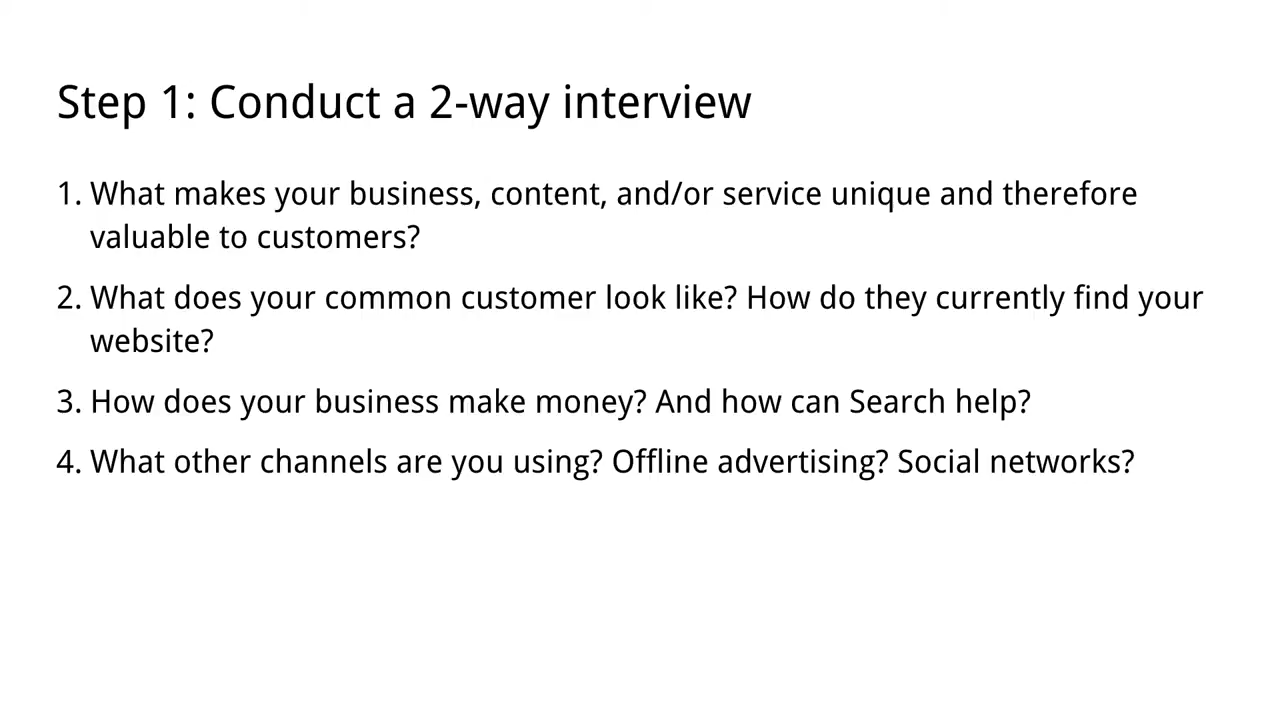 Step 1: Conduct a 2-way interview
1. What makes your business, content, and/or service unique and therefore
valuable to customers?
2. What does your common customer look like? How do they currently find your
website?
3. How does your business make money? And how can Search help?
4. What other channels are you using? Offline advertising? Social networks?